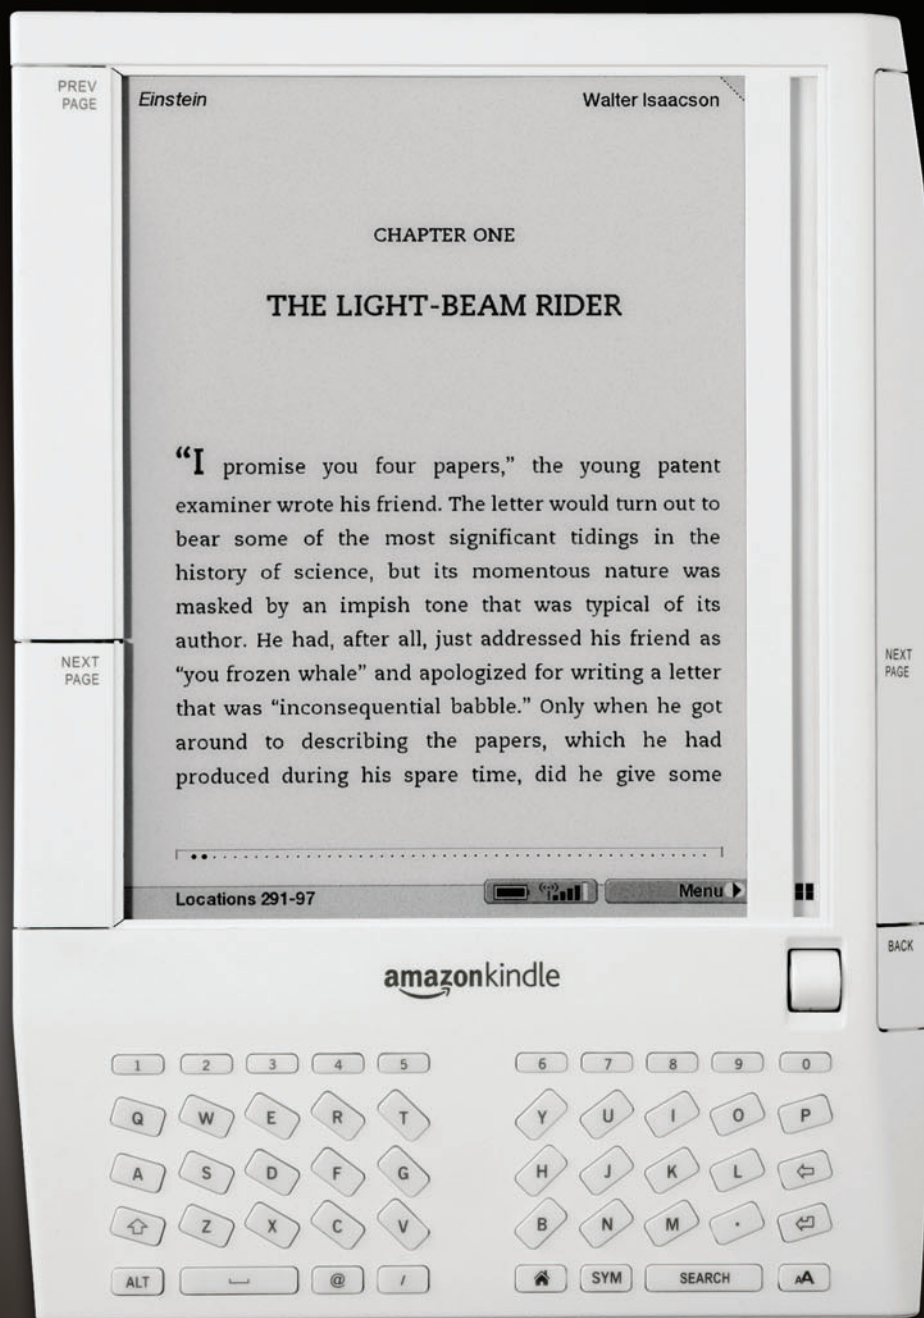 PREV
PAGE
Einstein
Walter Isaacson
CHAPTER ONE
THE LIGHT-BEAM RIDER
“I promise you four papers,” the young patent
examiner wrote his friend. The letter would turn out to
bear some of the most significant tidings in the
history of science, but its momentous nature was
masked by an impish tone that was typical of its
author. He had, after all, just addressed his friend as
“you frozen whale” and apologized for writing a letter
that was “inconsequential babble.” Only when he got
around to describing the papers, which he had
produced during his spare time, did he give some
NEXT
PAGE
NEXT
PAGE
Locations 291-97
Menu
BACK
amazonkindle
1 2 3 4 5 6 7 8 9 0
Q W E R T Y U I O P
A S D F G H J K L
Z X C V B N M .
ALT @ / SYM SEARCH AA